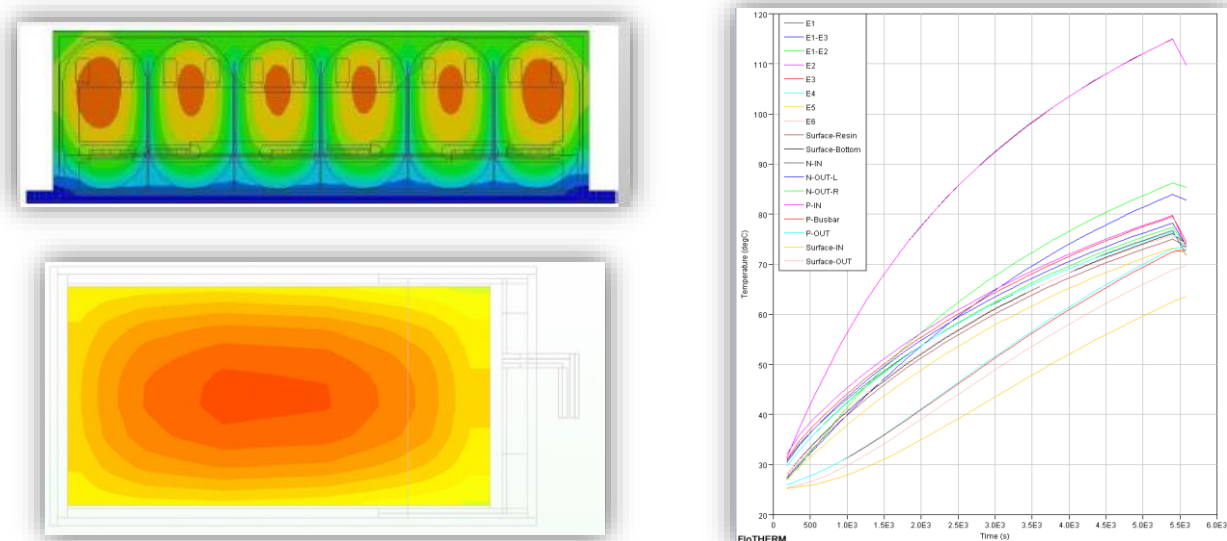 120
110
100
90
80
70
60
50
40
30
20
Temperature (degC)
E1
E1-E3
E1-E2
E2
E3
E4
E5
E6
Surface-Resin
Surface-Bottom
N-IN
N-OUT-L
N-OUT-R
P-IN
P-Busbar
P-OUT
Surface-IN
Surface-OUT
0 500 1.0E3 1.5E3 2.0E3 2.5E3 3.0E3 3.5E3 4.0E3 4.5E3 5.0E3 5.5E3 6.0E3
FloTHERM Time (s)